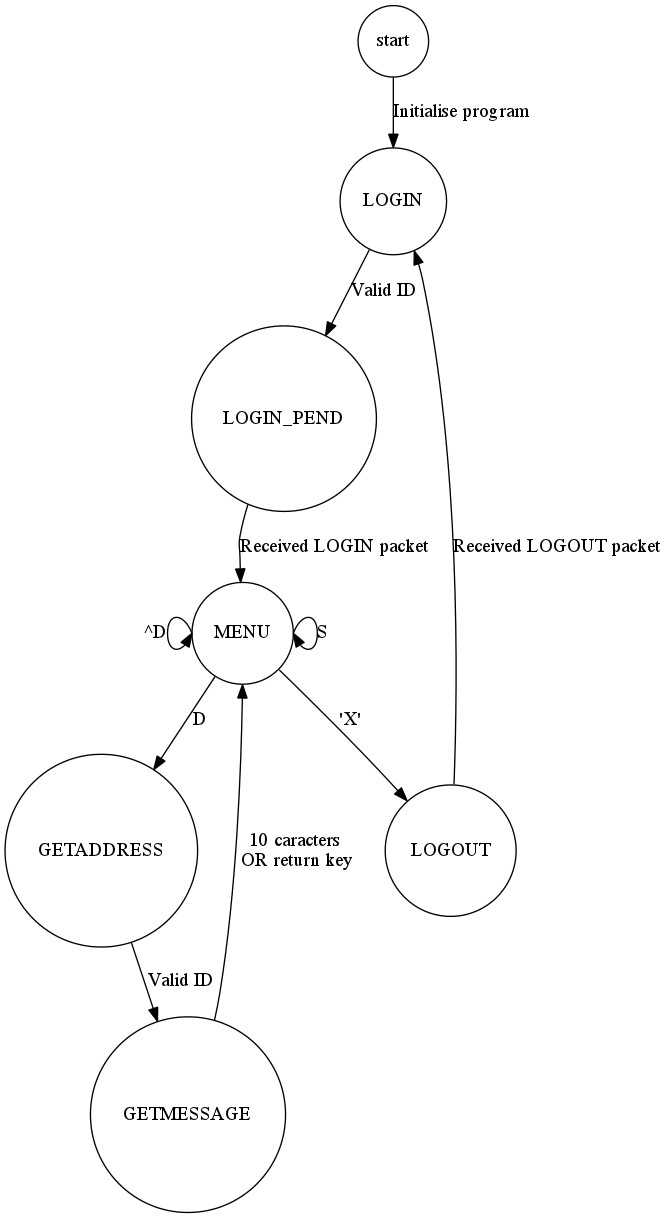 start
Initialise program
LOGIN
Valid ID
LOGIN_PEND
Received LOGIN packet
Received LOGOUT packet
^D
MENU
S
D
'X'
10 caracters
OR return key
GETADDRESS
LOGOUT
Valid ID
GETMESSAGE